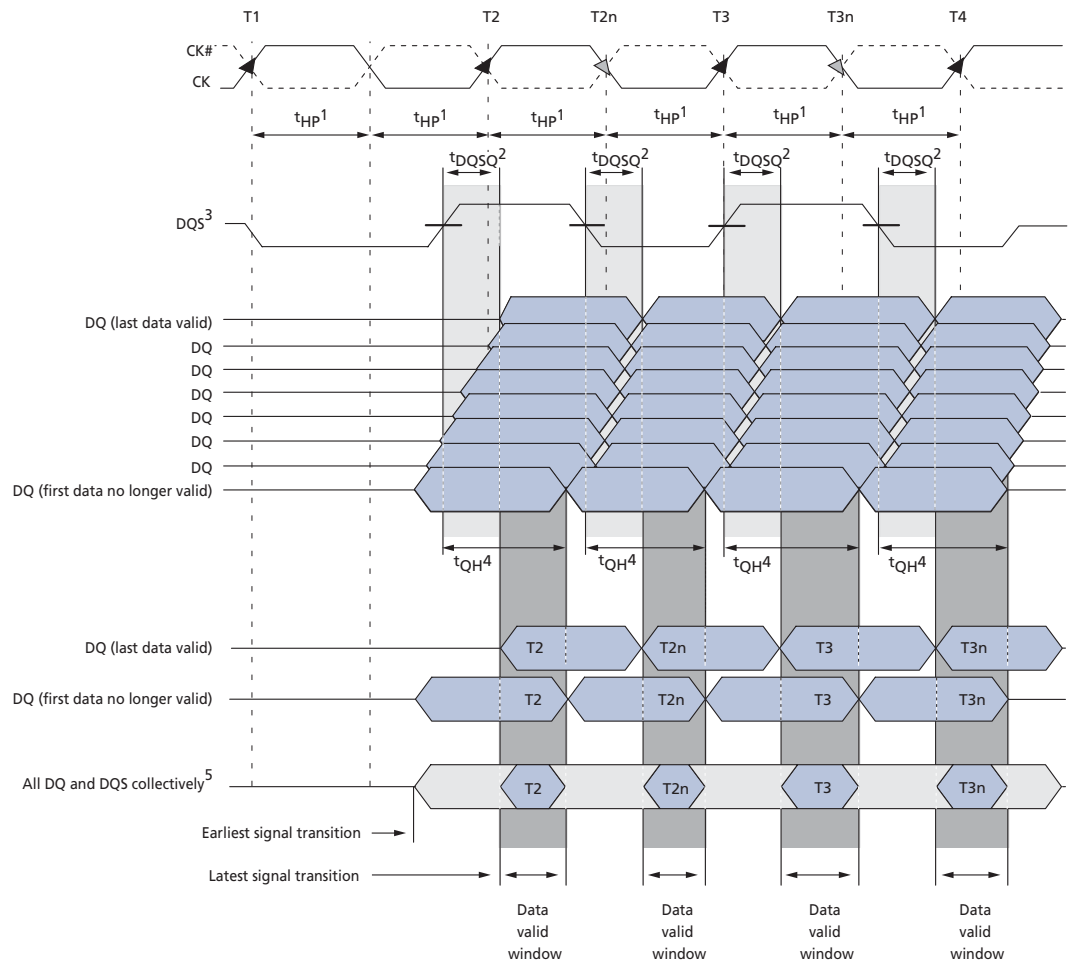 T1 T2 T2n T3 T3n T4
CK#
CK
tHP1 tHP1 tHP1 tHP1 tHP1 tHP1
tDQSQ2 tDQSQ2 tDQSQ2 tDQSQ2
DQS3
DQ (last data valid)
DQ
DQ
DQ
DQ
DQ
DQ
DQ (first data no longer valid)
tQH4 tQH4 tQH4 tQH4
DQ (last data valid) T2 T2n T3 T3n
DQ (first data no longer valid) T2 T2n T3 T3n
All DQ and DQS collectively5 T2 T2n T3 T3n
Earliest signal transition
Latest signal transition
Data valid window
Data valid window
Data valid window
Data valid window